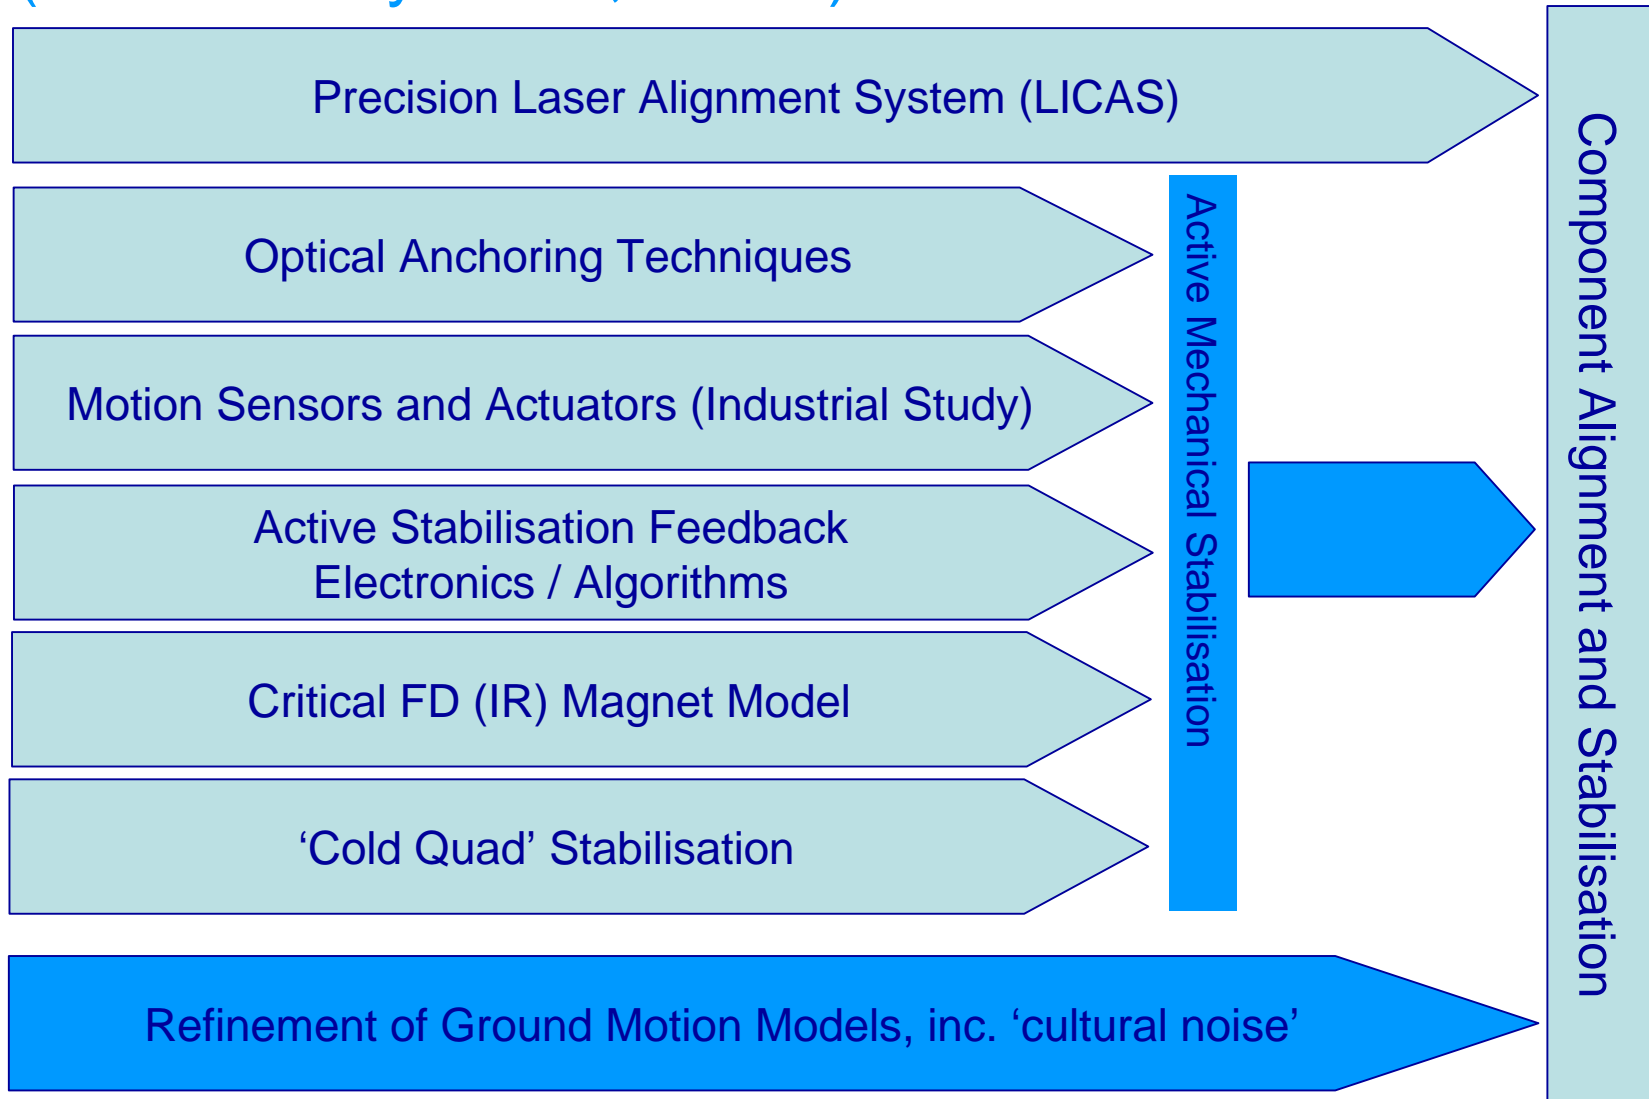 Precision Laser Alignment System (LICAS)
Optical Anchoring Techniques
Motion Sensors and Actuators (Industrial Study)
Active Stabilisation Feedback
Electronics / Algorithms
Critical FD (IR) Magnet Model
‘Cold Quad’ Stabilisation
Refinement of Ground Motion Models, inc. ‘cultural noise’
Active Mechanical Stabilisation
Component Alignment and Stabilisation